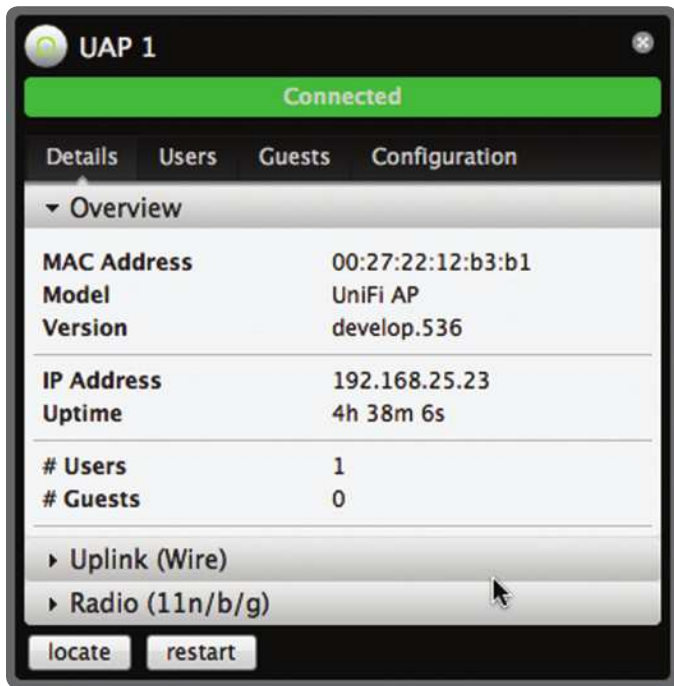 UAP 1
Connected
Details Users Guests Configuration
Overview
MAC Address 00:27:22:12:b3:b1
Model UniFi AP
Version develop.536
IP Address 192.168.25.23
Uptime 4h 38m 6s
# Users 1
# Guests 0
Uplink (Wire)
Radio (11n/b/g)
locate restart